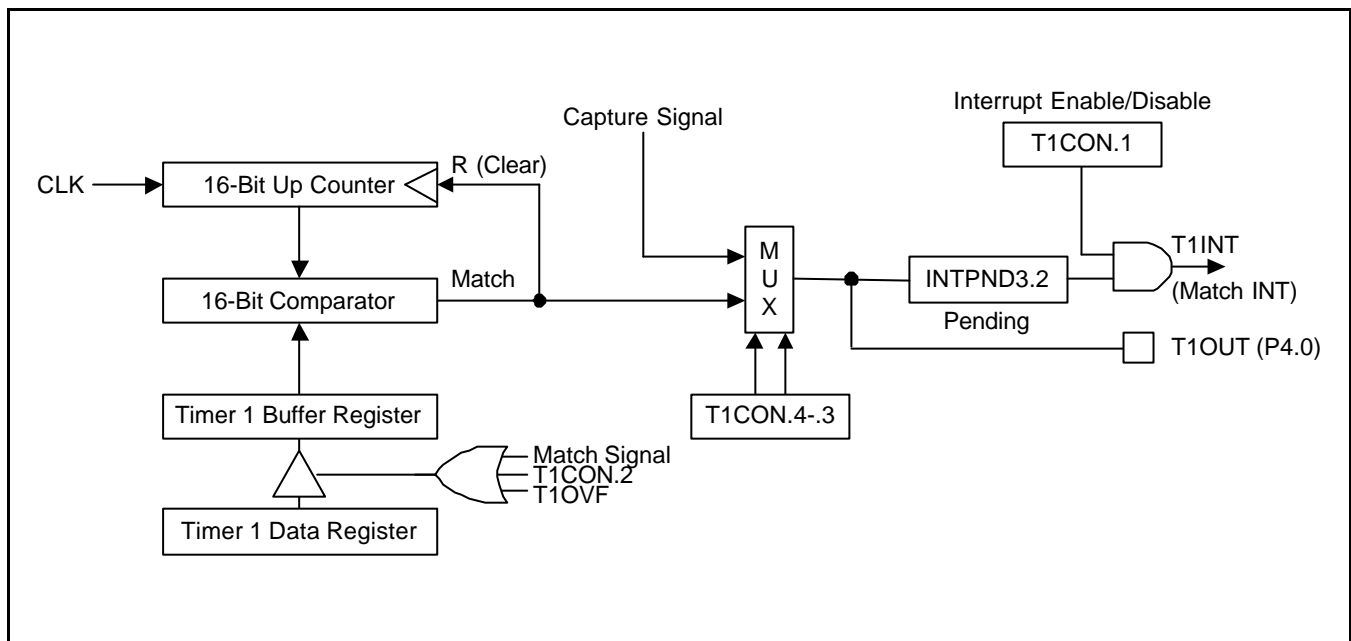 Interrupt Enable/Disable
Capture Signal
T1CON.1
R (Clear)
CLK
16-Bit Up Counter
M
U
X
T1INT
(Match INT)
Match
16-Bit Comparator
INTPND3.2
Pending
T1OUT (P4.0)
Timer 1 Buffer Register
T1CON.4-.3
Match Signal
T1CON.2
T1OVF
Timer 1 Data Register